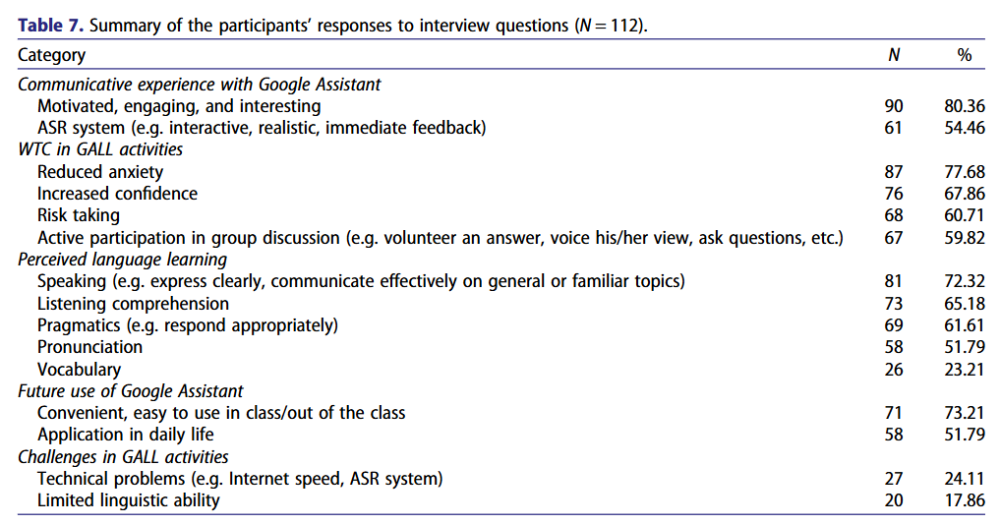 Table 7. Summary of the participants' responses to interview questions (N = 112).
Category N %
Communicative experience with Google Assistant
Motivated, engaging, and interesting 90 80.36
ASR system (e.g. interactive, realistic, immediate feedback) 61 54.46
WTC in GALL activities
Reduced anxiety 87 77.68
Increased confidence 76 67.86
Risk taking 68 60.71
Active participation in group discussion (e.g. volunteer an answer, voice his/her view, ask questions, etc.) 67 59.82
Perceived language learning
Speaking (e.g. express clearly, communicate effectively on general or familiar topics) 81 72.32
Listening comprehension 73 65.18
Pragmatics (e.g. respond appropriately) 69 61.61
Pronunciation 58 51.79
Vocabulary 26 23.21
Future use of Google Assistant
Convenient, easy to use in class/out of the class 71 73.21
Application in daily life 58 51.79
Challenges in GALL activities
Technical problems (e.g. Internet speed, ASR system) 27 24.11
Limited linguistic ability 20 17.86